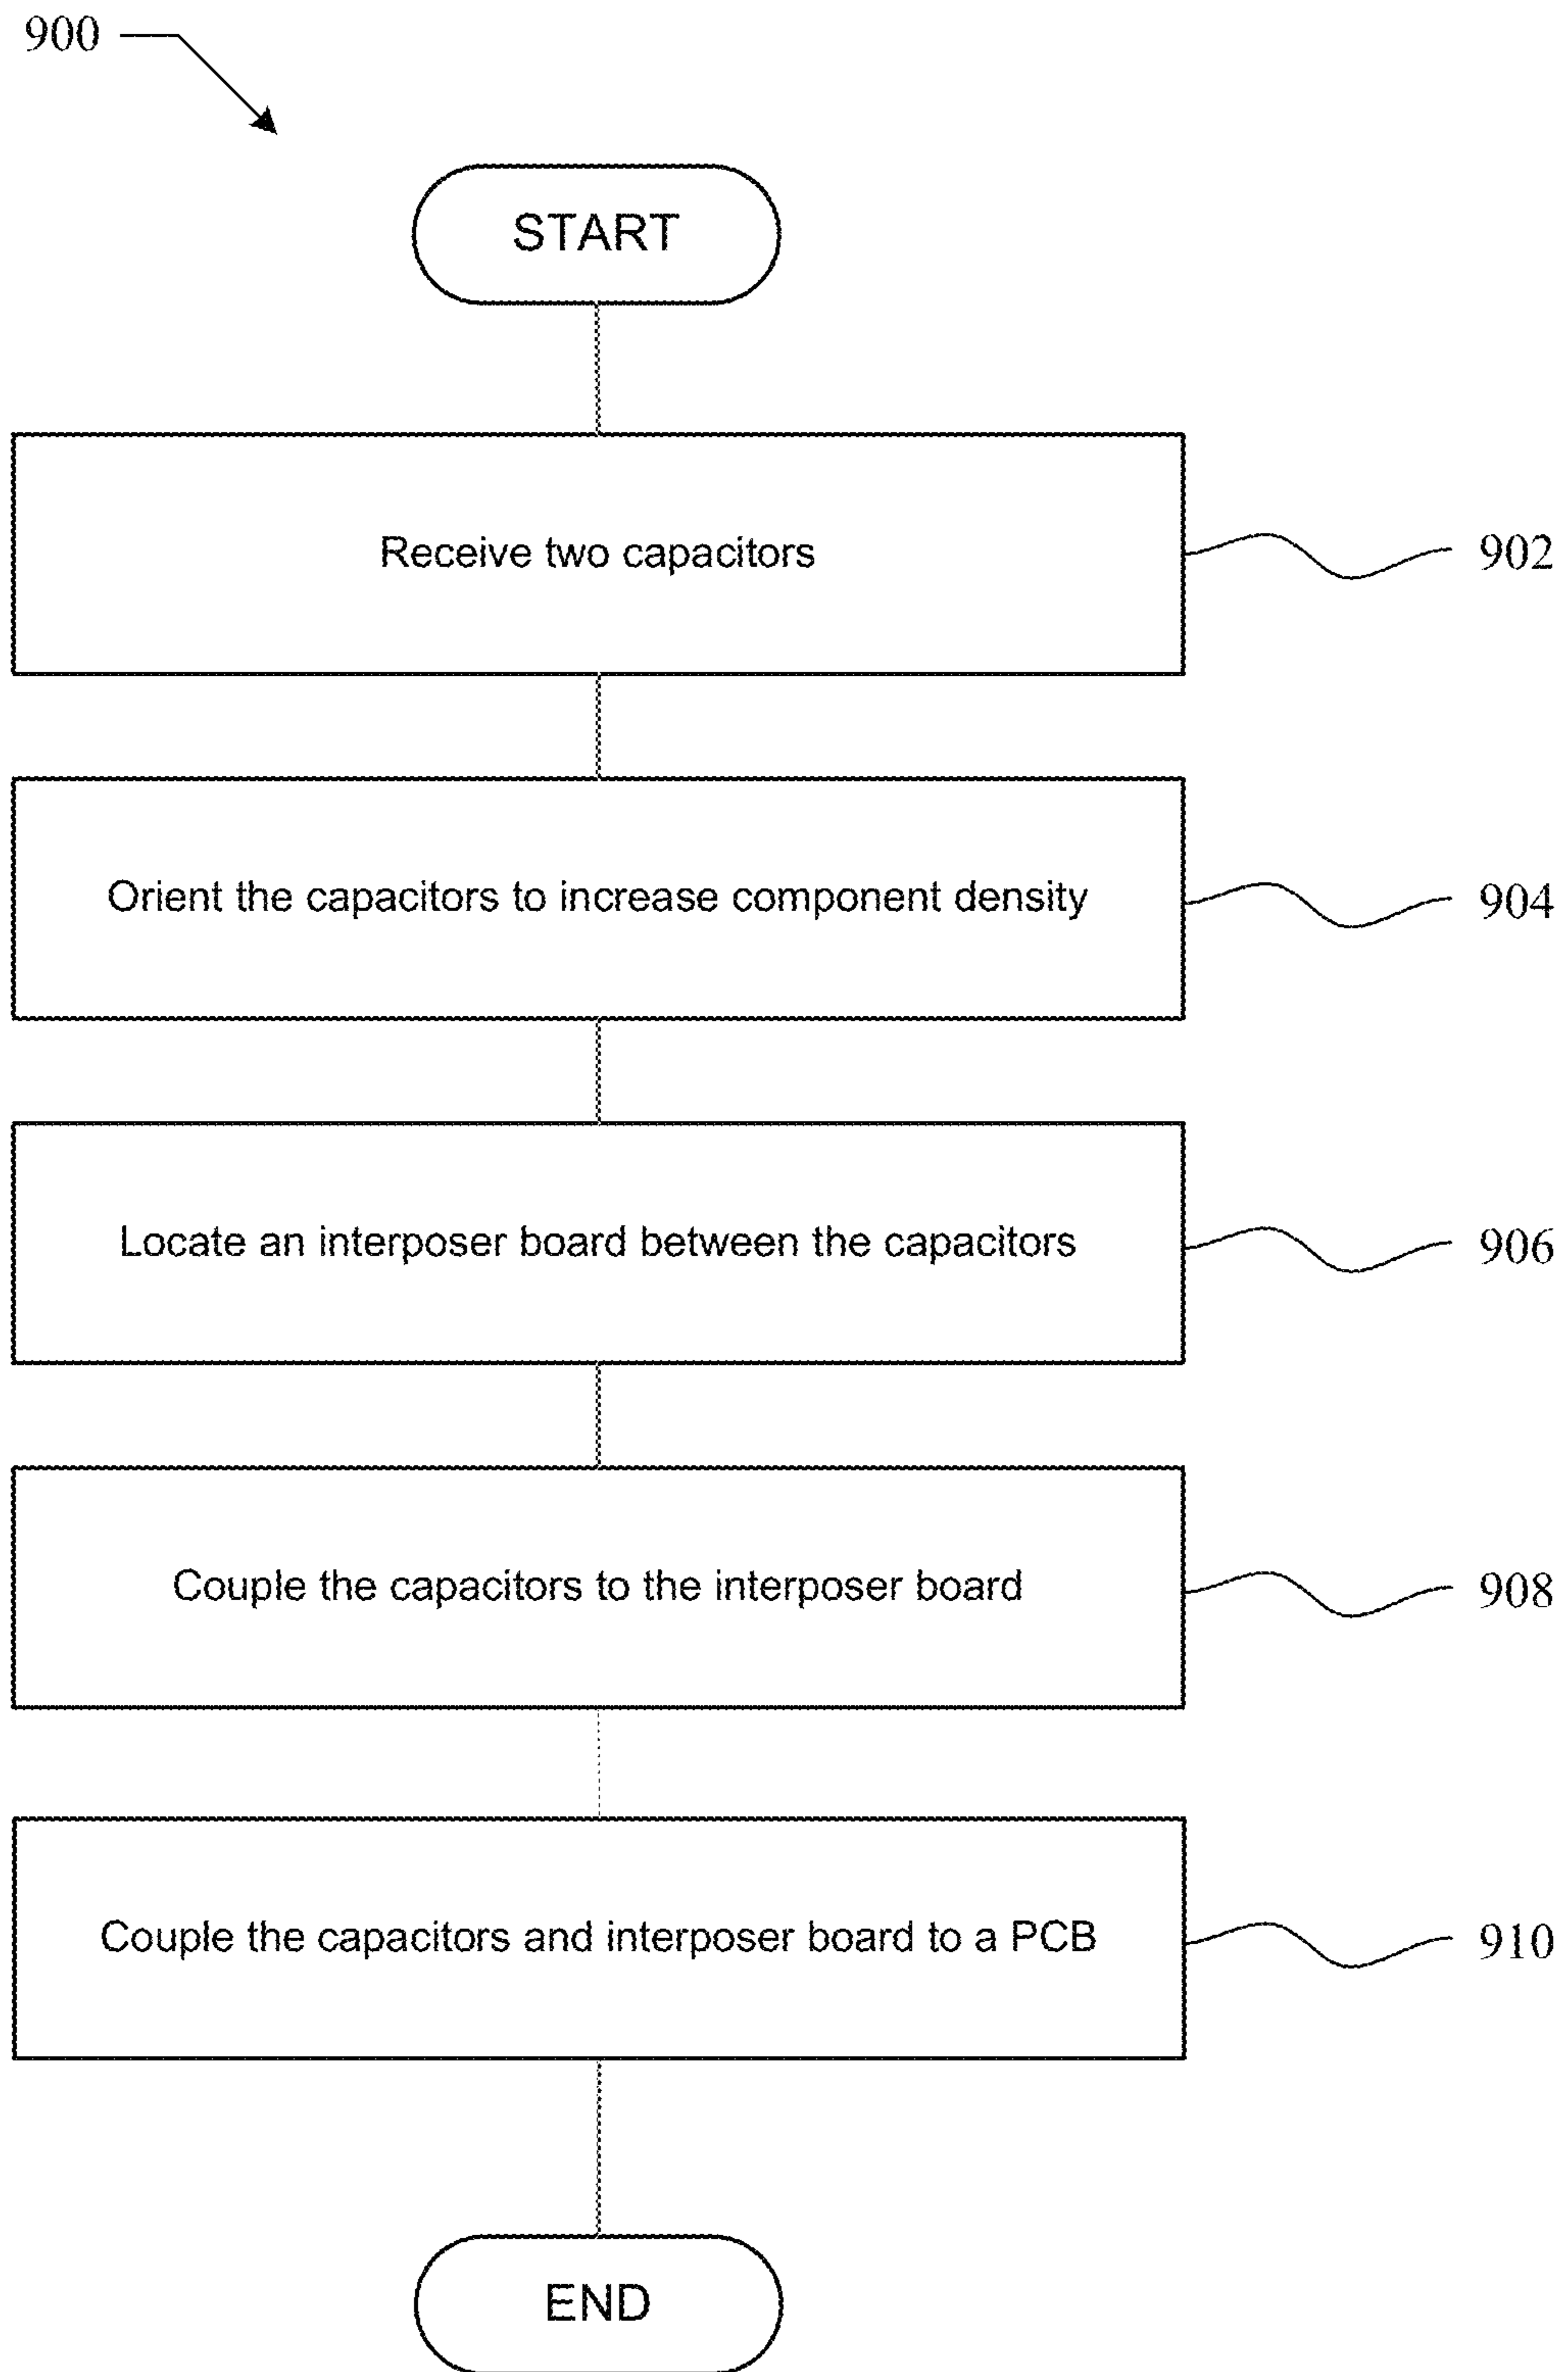 900
START
Receive two capacitors
902
Orient the capacitors to increase component density
904
Locate an interposer board between the capacitors
906
Couple the capacitors to the interposer board
908
Couple the capacitors and interposer board to a PCB
910
END